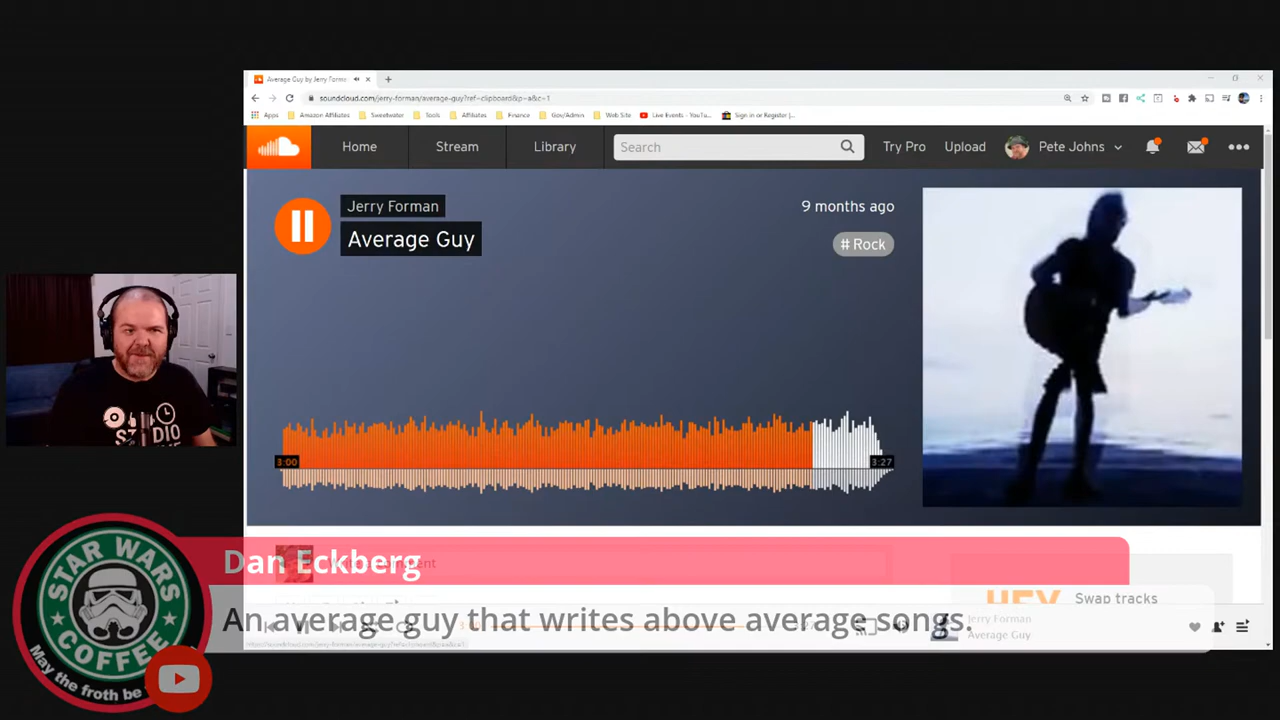 Average Guy by Jerry Forma
soundcloud.com/jerry-forman/average-guy?ref=clipboard&p=a&c=1
Apps Amazon Affiliates Sweetwater Tools Affiliates Finance Gov/Admin Web Site Live Events - YouTu... Sign in or Register |...
Home Stream Library Search Try Pro Upload Pete Johns
Jerry Forman
9 months ago
Average Guy
# Rock
3:00
3:27
STUDIO
STAR WARS
COFFEE
May the froth be
Dan Eckberg
An average guy that writes above average songs.
HEY
Swap tracks
Jerry Forman
Average Guy